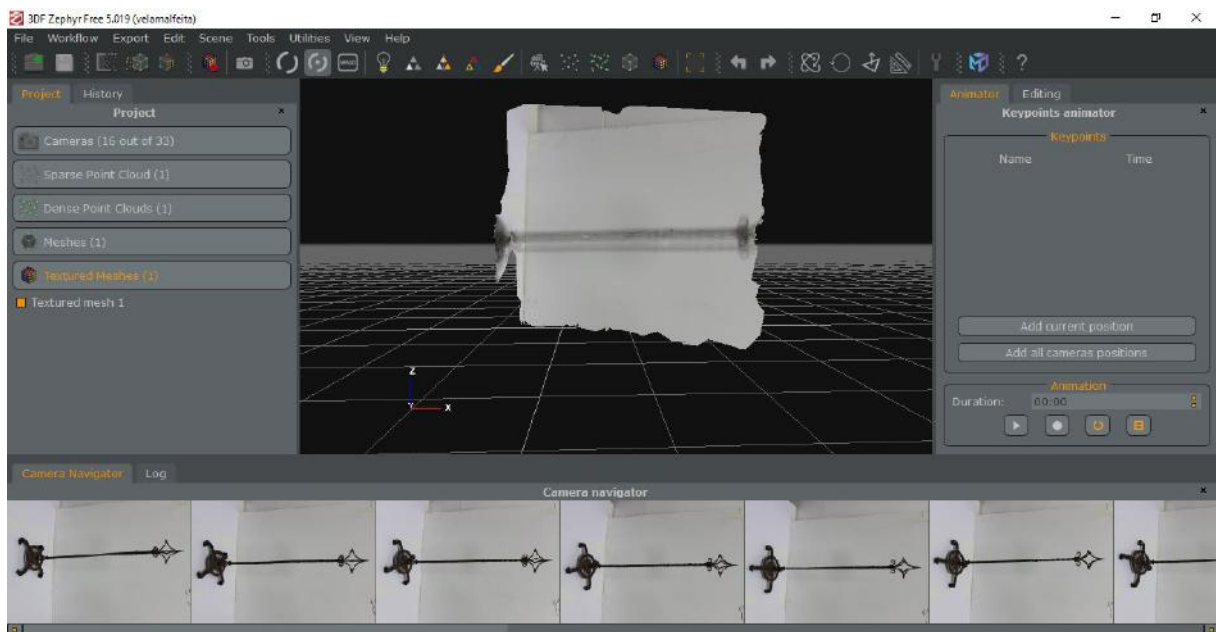 3DF Zephyr Free 5.019 (velamalfeita)
File Workflow Export Edit Scene Tools Utilities View Help
Project History
Project
Cameras (16 out of 33)
Sparse Point Cloud (1)
Dense Point Clouds (1)
Meshes (1)
Textured Meshes (1)
Textured mesh 1
Z
Y X
Animator Editing
Keypoints animator
Keypoints
Name Time
Add current position
Add all cameras positions
Animation
Duration: 00:00
Camera Navigator Log
Camera navigator